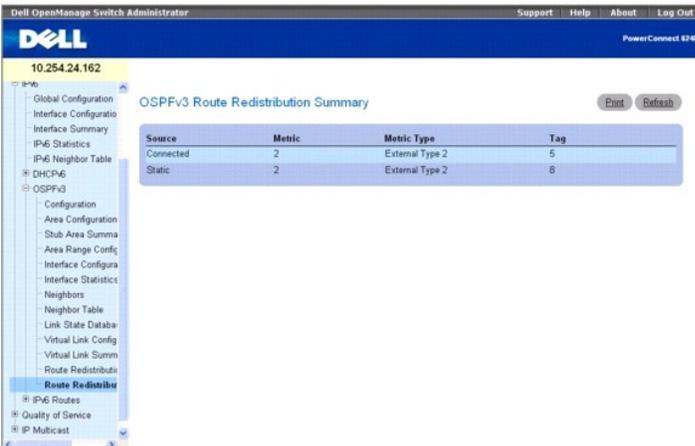 Dell OpenManage Switch Administrator
Support Help About Log Out
DELL
PowerConnect
10.254.24.162
IPv6
Global Configuration
Interface Configuratio
Interface Summary
IPv6 Statistics
IPv6 Neighbor Table
DHCPv6
OSPFv3
Configuration
Area Configuration
Stub Area Summa
Area Range Config
Interface Configura
Interface Statistics
Neighbors
Neighbor Table
Link State Databa
Virtual Link Config
Virtual Link Summ
Route Redistributi
Route Redistribu
IPv6 Routes
Quality of Service
IP Multicast
OSPFv3 Route Redistribution Summary
Print Refresh
Source Metric Metric Type Tag
Connected 2 External Type 2 5
Static 2 External Type 2 8